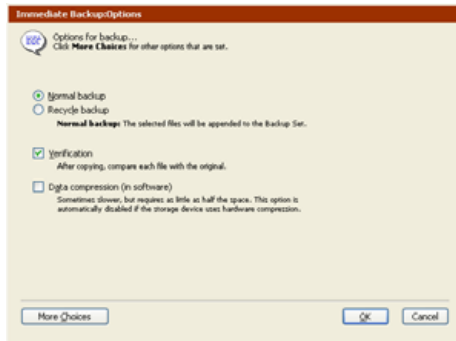 Immediate Backup:Options
Options for backup...
Click More Choices for other options that are set.
Normal backup
Recycle backup
Normal backup: The selected files will be appended to the Backup Set.
Verification
After copying, compare each file with the original.
Data compression (in software)
Sometimes slower, but requires as little as half the space. This option is
automatically disabled if the storage device uses hardware compression.
More Choices
OK
Cancel